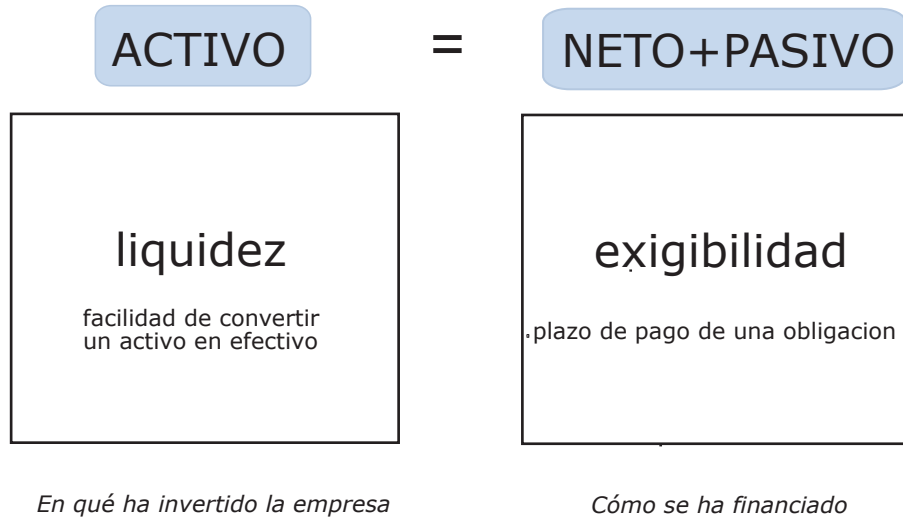 ACTIVO = NETO+PASIVO
liquidez
facilidad de convertir
un activo en efectivo
exigibilidad
plazo de pago de una obligacion
En qué ha invertido la empresa
Cómo se ha financiado